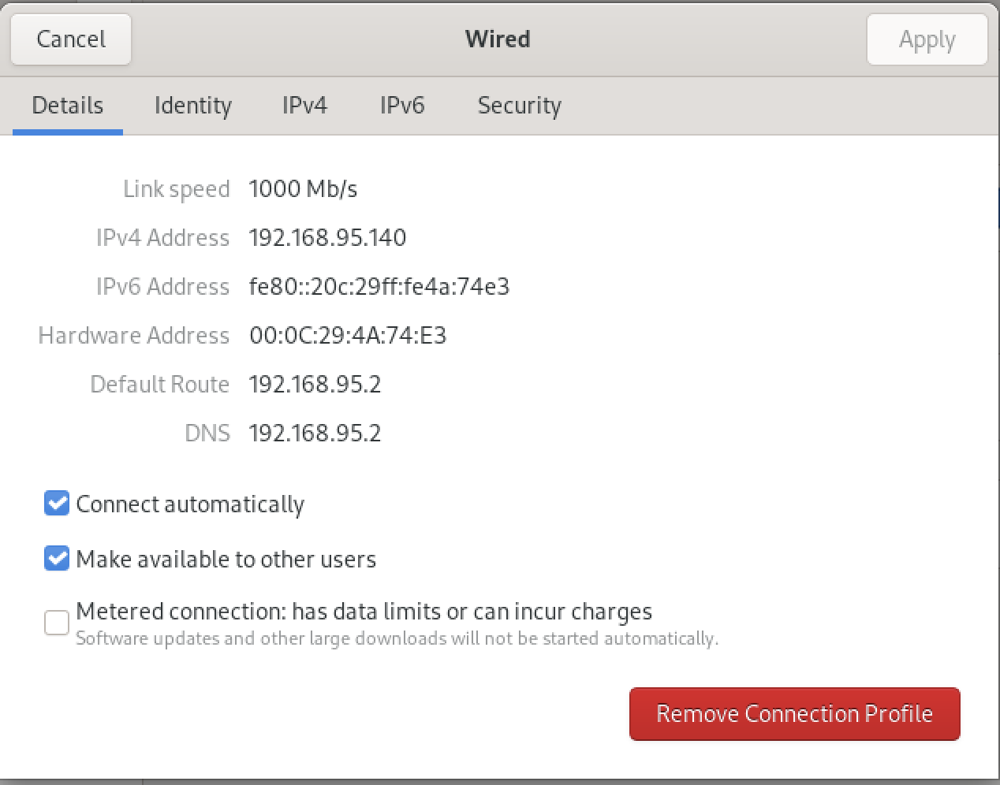 Cancel Wired Apply
Details Identity IPv4 IPv6 Security
Link speed 1000 Mb/s
IPv4 Address 192.168.95.140
IPv6 Address fe80::20c:29ff:fe4a:74e3
Hardware Address 00:0C:29:4A:74:E3
Default Route 192.168.95.2
DNS 192.168.95.2
Connect automatically
Make available to other users
Metered connection: has data limits or can incur charges
Software updates and other large downloads will not be started automatically.
Remove Connection Profile